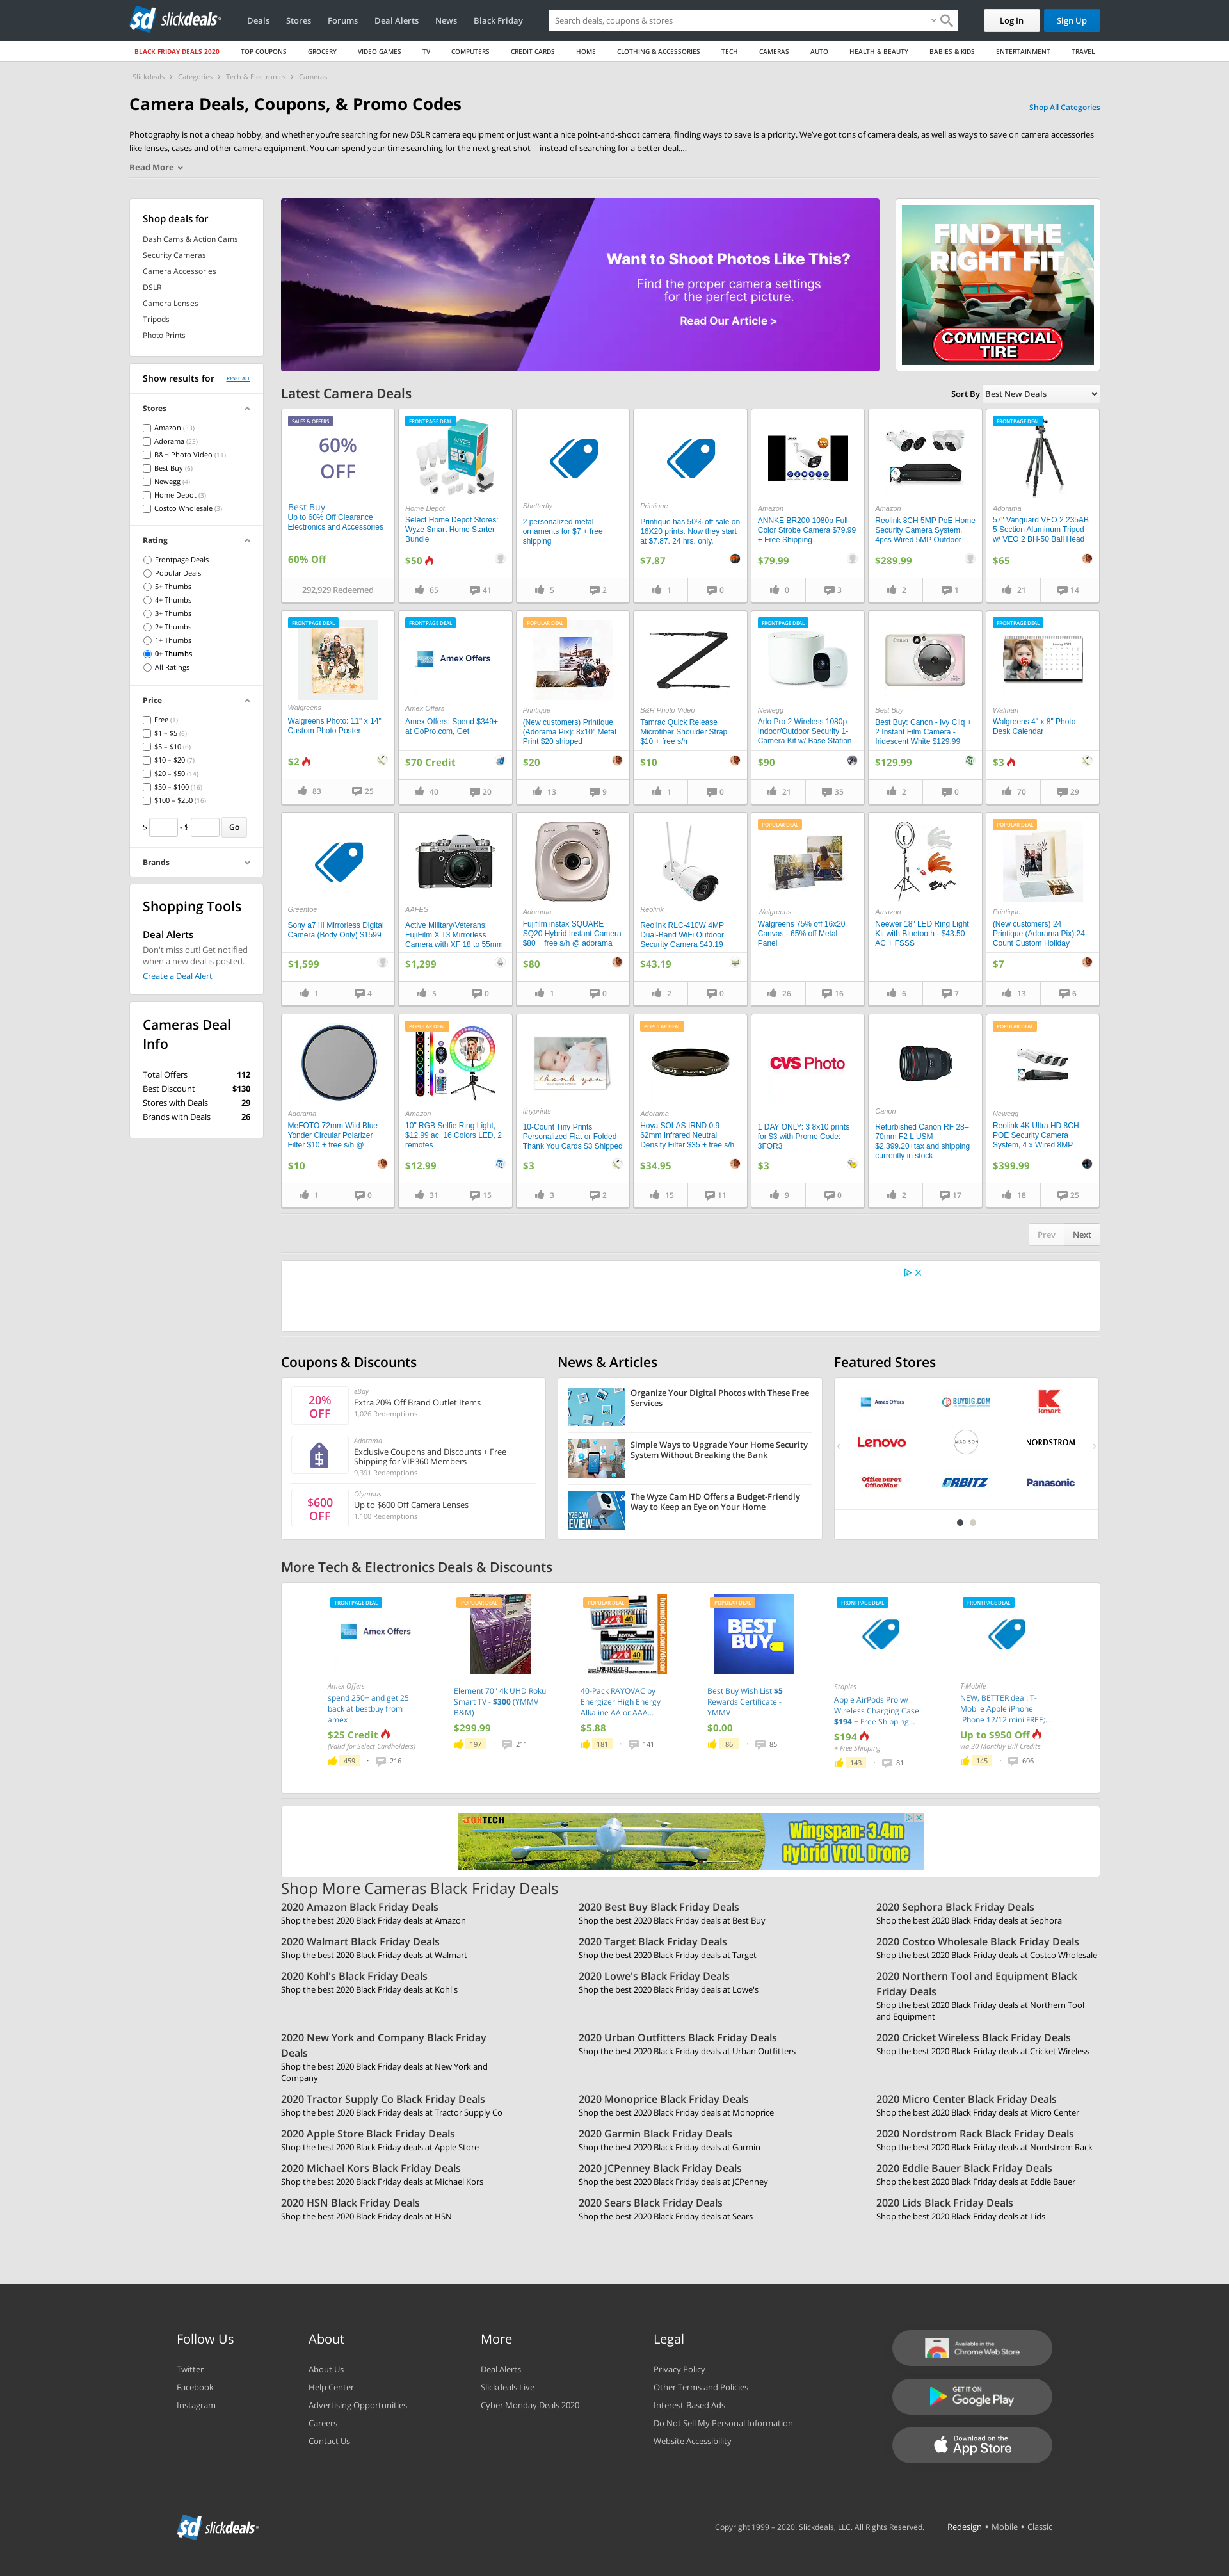 slickdeals
Deals
Stores
Forums
Deal Alerts
News
Black Friday
Search deals, coupons & stores
Log In
Sign Up
BLACK FRIDAY DEALS 2020
TOP COUPONS
GROCERY
VIDEO GAMES
TV
COMPUTERS
CREDIT CARDS
HOME
CLOTHING & ACCESSORIES
TECH
CAMERAS
AUTO
HEALTH & BEAUTY
BABIES & KIDS
ENTERTAINMENT
TRAVEL
Slickdeals > Categories > Tech & Electronics > Cameras
Camera Deals, Coupons, & Promo Codes
Shop All Categories
Photography is not a cheap hobby, and whether you're searching for new DSLR camera equipment or just want a nice point-and-shoot camera, finding ways to save is a priority. We've got tons of camera deals, as well as ways to save on camera accessories
like lenses, cases and other camera equipment. You can spend your time searching for the next great shot -- instead of searching for a better deal....
Read More
Shop deals for
Dash Cams & Action Cams
Security Cameras
Camera Accessories
DSLR
Camera Lenses
Tripods
Photo Prints
Want to Shoot Photos Like This?
Find the proper camera settings
for the perfect picture.
Read Our Article >
FIND THE
RIGHT FIT
COMMERCIAL
TIRE
Show results for
RESET ALL
Stores
Amazon (33)
Adorama (23)
B&H Photo Video (11)
Best Buy (6)
Newegg (4)
Home Depot (3)
Costco Wholesale (3)
Rating
Frontpage Deals
Popular Deals
5+ Thumbs
4+ Thumbs
3+ Thumbs
2+ Thumbs
1+ Thumbs
0+ Thumbs
All Ratings
Price
Free (1)
$1 – $5 (6)
$5 – $10 (6)
$10 – $20 (7)
$20 – $50 (14)
$50 – $100 (16)
$100 – $250 (16)
$ - $ Go
Brands
Shopping Tools
Deal Alerts
Don't miss out! Get notified
when a new deal is posted.
Create a Deal Alert
Cameras Deal
Info
Total Offers 112
Best Discount $130
Stores with Deals 29
Brands with Deals 26
Latest Camera Deals
Sort By Best New Deals
SALES & OFFERS
60%
OFF
Best Buy
Up to 60% Off Clearance
Electronics and Accessories
60% Off
292,929 Redeemed
FRONTPAGE DEAL
Home Depot
Select Home Depot Stores:
Wyze Smart Home Starter
Bundle
$50
65 41
Shutterfly
2 personalized metal
ornaments for $7 + free
shipping
5 2
Printique
Printique has 50% off sale on
16X20 prints. Now they start
at $7.87. 24 hrs. only.
$7.87
1 0
Amazon
ANNKE BR200 1080p Full-
Color Strobe Camera $79.99
+ Free Shipping
$79.99
0 3
Amazon
Reolink 8CH 5MP PoE Home
Security Camera System,
4pcs Wired 5MP Outdoor
$289.99
2 1
FRONTPAGE DEAL
Adorama
57" Vanguard VEO 2 235AB
5 Section Aluminum Tripod
w/ VEO 2 BH-50 Ball Head
$65
21 14
FRONTPAGE DEAL
Walgreens
Walgreens Photo: 11" x 14"
Custom Photo Poster
$2
83 25
FRONTPAGE DEAL
Amex Offers
Amex Offers
Amex Offers: Spend $349+
at GoPro.com, Get
$70 Credit
40 20
POPULAR DEAL
Printique
(New customers) Printique
(Adorama Pix): 8x10" Metal
Print $20 shipped
$20
13 9
B&H Photo Video
Tamrac Quick Release
Microfiber Shoulder Strap
$10 + free s/h
$10
1 0
FRONTPAGE DEAL
Newegg
Arlo Pro 2 Wireless 1080p
Indoor/Outdoor Security 1-
Camera Kit w/ Base Station
$90
21 35
Best Buy
Best Buy: Canon - Ivy Cliq +
2 Instant Film Camera -
Iridescent White $129.99
$129.99
2 0
FRONTPAGE DEAL
Walmart
Walgreens 4" x 8" Photo
Desk Calendar
$3
70 29
Greentoe
Sony a7 III Mirrorless Digital
Camera (Body Only) $1599
$1,599
1 4
AAFES
Active Military/Veterans:
FujiFilm X T3 Mirrorless
Camera with XF 18 to 55mm
$1,299
5 0
Adorama
Fujifilm instax SQUARE
SQ20 Hybrid Instant Camera
$80 + free s/h @ adorama
$80
1 0
Reolink
Reolink RLC-410W 4MP
Dual-Band WiFi Outdoor
Security Camera $43.19
$43.19
2 0
POPULAR DEAL
Walgreens
Walgreens 75% off 16x20
Canvas - 65% off Metal
Panel
26 16
Amazon
Neewer 18" LED Ring Light
Kit with Bluetooth - $43.50
AC + FSSS
6 7
POPULAR DEAL
Printique
(New customers) 24
Printique (Adorama Pix):24-
Count Custom Holiday
$7
13 6
Adorama
MeFOTO 72mm Wild Blue
Yonder Circular Polarizer
Filter $10 + free s/h @
$10
1 0
POPULAR DEAL
Amazon
10" RGB Selfie Ring Light,
$12.99 ac, 16 Colors LED, 2
remotes
$12.99
31 15
thank you!
tinyprints
10-Count Tiny Prints
Personalized Flat or Folded
Thank You Cards $3 Shipped
$3
3 2
POPULAR DEAL
Adorama
Hoya SOLAS IRND 0.9
62mm Infrared Neutral
Density Filter $35 + free s/h
$34.95
15 11
CVS Photo
1 DAY ONLY: 3 8x10 prints
for $3 with Promo Code:
3FOR3
$3
9 0
Canon
Refurbished Canon RF 28–
70mm F2 L USM
$2,399.20+tax and shipping
currently in stock
2 17
POPULAR DEAL
Newegg
Reolink 4K Ultra HD 8CH
POE Security Camera
System, 4 x Wired 8MP
$399.99
18 25
Prev Next
Coupons & Discounts
20%
OFF
eBay
Extra 20% Off Brand Outlet Items
1,026 Redemptions
Adorama
Exclusive Coupons and Discounts + Free
Shipping for VIP360 Members
9,391 Redemptions
$600
OFF
Olympus
Up to $600 Off Camera Lenses
1,100 Redemptions
News & Articles
Organize Your Digital Photos with These Free
Services
Simple Ways to Upgrade Your Home Security
System Without Breaking the Bank
YZE CAM
REVIEW
The Wyze Cam HD Offers a Budget-Friendly
Way to Keep an Eye on Your Home
Featured Stores
Amex Offers
BUYDIG.COM
kmart
Lenovo
MADISON
NORDSTROM
Office DEPOT
OfficeMax
ORBITZ
Panasonic
More Tech & Electronics Deals & Discounts
FRONTPAGE DEAL
Amex Offers
Amex Offers
spend 250+ and get 25
back at bestbuy from
amex
$25 Credit
(Valid for Select Cardholders)
459 · 216
POPULAR DEAL
Element 70" 4k UHD Roku
Smart TV - $300 (YMMV
B&M)
$299.99
197 · 211
POPULAR DEAL
homedepot.com/decor
ENERGIZER
40-Pack RAYOVAC by
Energizer High Energy
Alkaline AA or AAA...
$5.88
181 · 141
POPULAR DEAL
BEST
BUY
Best Buy Wish List $5
Rewards Certificate -
YMMV
$0.00
86 · 85
FRONTPAGE DEAL
Staples
Apple AirPods Pro w/
Wireless Charging Case
$194 + Free Shipping...
$194
+ Free Shipping
143 · 81
FRONTPAGE DEAL
T-Mobile
NEW, BETTER deal: T-
Mobile Apple iPhone
iPhone 12/12 mini FREE;...
Up to $950 Off
via 30 Monthly Bill Credits
145 · 606
FOXTECH
Wingspan: 3.4m
Hybrid VTOL Drone
Shop More Cameras Black Friday Deals
2020 Amazon Black Friday Deals
Shop the best 2020 Black Friday deals at Amazon
2020 Best Buy Black Friday Deals
Shop the best 2020 Black Friday deals at Best Buy
2020 Sephora Black Friday Deals
Shop the best 2020 Black Friday deals at Sephora
2020 Walmart Black Friday Deals
Shop the best 2020 Black Friday deals at Walmart
2020 Target Black Friday Deals
Shop the best 2020 Black Friday deals at Target
2020 Costco Wholesale Black Friday Deals
Shop the best 2020 Black Friday deals at Costco Wholesale
2020 Kohl's Black Friday Deals
Shop the best 2020 Black Friday deals at Kohl's
2020 Lowe's Black Friday Deals
Shop the best 2020 Black Friday deals at Lowe's
2020 Northern Tool and Equipment Black
Friday Deals
Shop the best 2020 Black Friday deals at Northern Tool
and Equipment
2020 New York and Company Black Friday
Deals
Shop the best 2020 Black Friday deals at New York and
Company
2020 Urban Outfitters Black Friday Deals
Shop the best 2020 Black Friday deals at Urban Outfitters
2020 Cricket Wireless Black Friday Deals
Shop the best 2020 Black Friday deals at Cricket Wireless
2020 Tractor Supply Co Black Friday Deals
Shop the best 2020 Black Friday deals at Tractor Supply Co
2020 Monoprice Black Friday Deals
Shop the best 2020 Black Friday deals at Monoprice
2020 Micro Center Black Friday Deals
Shop the best 2020 Black Friday deals at Micro Center
2020 Apple Store Black Friday Deals
Shop the best 2020 Black Friday deals at Apple Store
2020 Garmin Black Friday Deals
Shop the best 2020 Black Friday deals at Garmin
2020 Nordstrom Rack Black Friday Deals
Shop the best 2020 Black Friday deals at Nordstrom Rack
2020 Michael Kors Black Friday Deals
Shop the best 2020 Black Friday deals at Michael Kors
2020 JCPenney Black Friday Deals
Shop the best 2020 Black Friday deals at JCPenney
2020 Eddie Bauer Black Friday Deals
Shop the best 2020 Black Friday deals at Eddie Bauer
2020 HSN Black Friday Deals
Shop the best 2020 Black Friday deals at HSN
2020 Sears Black Friday Deals
Shop the best 2020 Black Friday deals at Sears
2020 Lids Black Friday Deals
Shop the best 2020 Black Friday deals at Lids
Follow Us
Twitter
Facebook
Instagram
About
About Us
Help Center
Advertising Opportunities
Careers
Contact Us
More
Deal Alerts
Slickdeals Live
Cyber Monday Deals 2020
Legal
Privacy Policy
Other Terms and Policies
Interest-Based Ads
Do Not Sell My Personal Information
Website Accessibility
Available in the
Chrome Web Store
GET IT ON
Google Play
Download on the
App Store
slickdeals
Copyright 1999 – 2020. Slickdeals, LLC. All Rights Reserved.
Redesign • Mobile • Classic